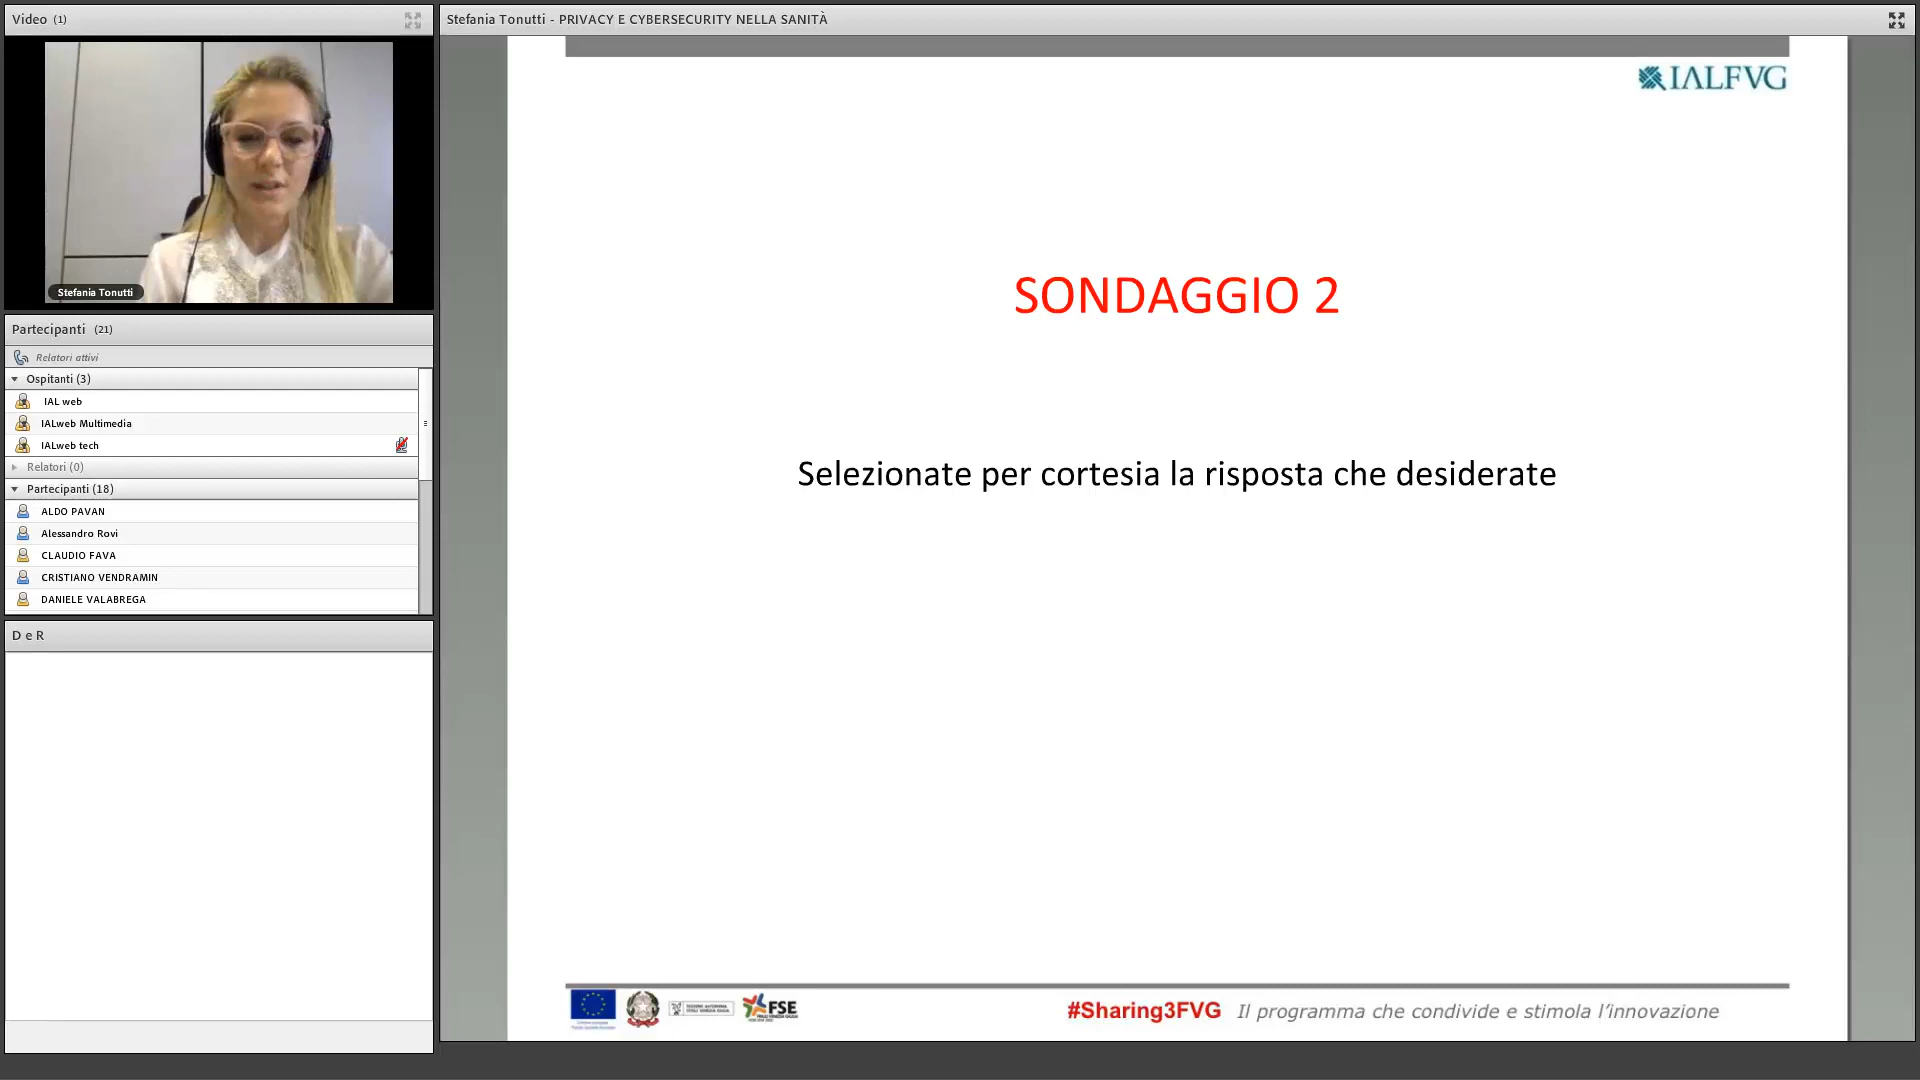 Video (1)
Stefania Tonutti
Partecipanti (21)
Relatori attivi
Ospitanti (3)
IAL web
IALweb Multimedia
IALweb tech
Relatori (0)
Partecipanti (18)
ALDO PAVAN
Alessandro Rovi
CLAUDIO FAVA
CRISTIANO VENDRAMIN
DANIELE VALABREGA
D e R
Stefania Tonutti - PRIVACY E CYBERSECURITY NELLA SANITÀ
IALFVG
SONDAGGIO 2
Selezionate per cortesia la risposta che desiderate
FSE
#Sharing3FVG Il programma che condivide e stimola l'innovazione